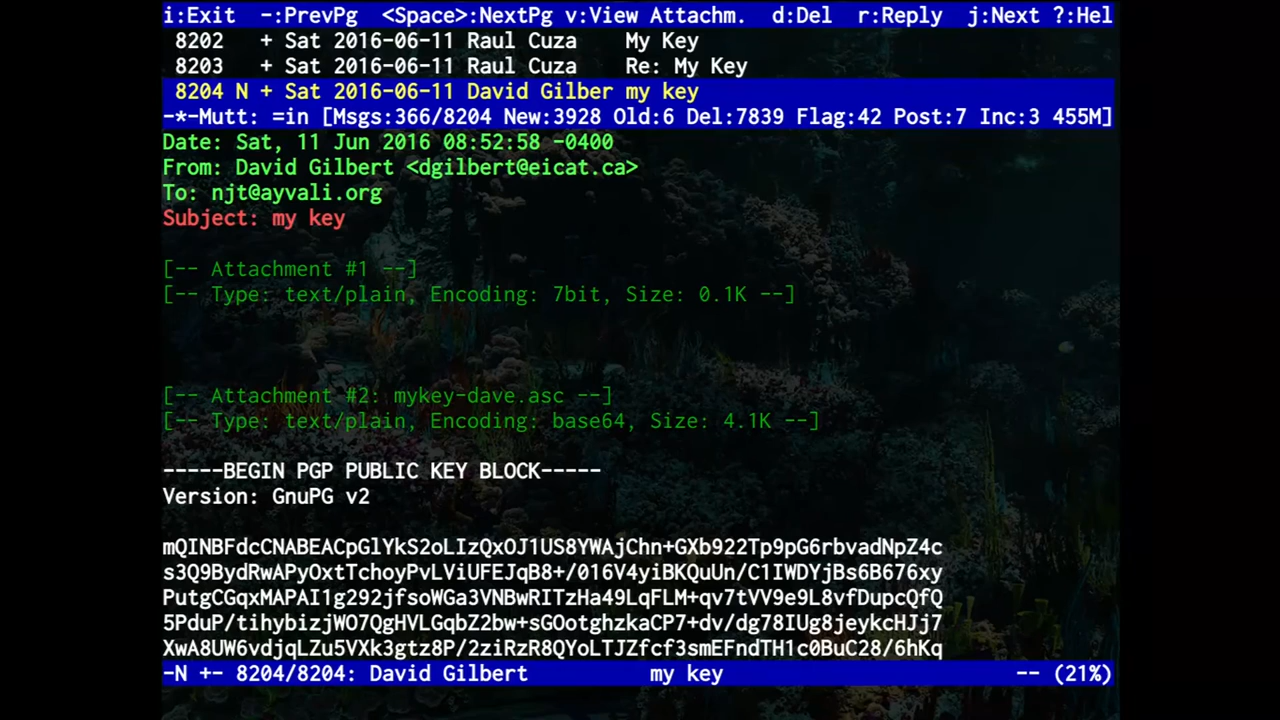 i:Exit  -:PrevPg  <Space>:NextPg v:View Attachm.  d:Del  r:Reply  j:Next ?:Hel
8202   + Sat 2016-06-11 Raul Cuza    My Key
8203   + Sat 2016-06-11 Raul Cuza    Re: My Key
8204 N + Sat 2016-06-11 David Gilber my key
-*-Mutt: =in [Msgs:366/8204 New:3928 Old:6 Del:7839 Flag:42 Post:7 Inc:3 455M]
Date: Sat, 11 Jun 2016 08:52:58 -0400
From: David Gilbert <dgilbert@eicat.ca>
To: njt@ayvali.org
Subject: my key
[-- Attachment #1 --]
[-- Type: text/plain, Encoding: 7bit, Size: 0.1K --]
[-- Attachment #2: mykey-dave.asc --]
[-- Type: text/plain, Encoding: base64, Size: 4.1K --]
-----BEGIN PGP PUBLIC KEY BLOCK-----
Version: GnuPG v2
mQINBFdcCNABEACpGlYkS2oLIzQxOJ1US8YWAjChn+GXb922Tp9pG6rbvadNpZ4c
s3Q9BydRwAPyOxtTchoyPvLViUFEJqB8+/016V4yiBKQuUn/C1IWDYjBs6B676xy
PutgCGqxMAPAI1g292jfsoWGa3VNBwRITzHa49LqFLM+qv7tVV9e9L8vfDupcQfQ
5PduP/tihybizjWO7QgHVLGqbZ2bw+sGOotghzkaCP7+dv/dg78IUg8jeykcHJj7
XwA8UW6vdjqLZu5VXk3gtz8P/2ziRzR8QYoLTJZfcf3smEFndTH1c0BuC28/6hKq
-N +- 8204/8204: David Gilbert          my key                        -- (21%)